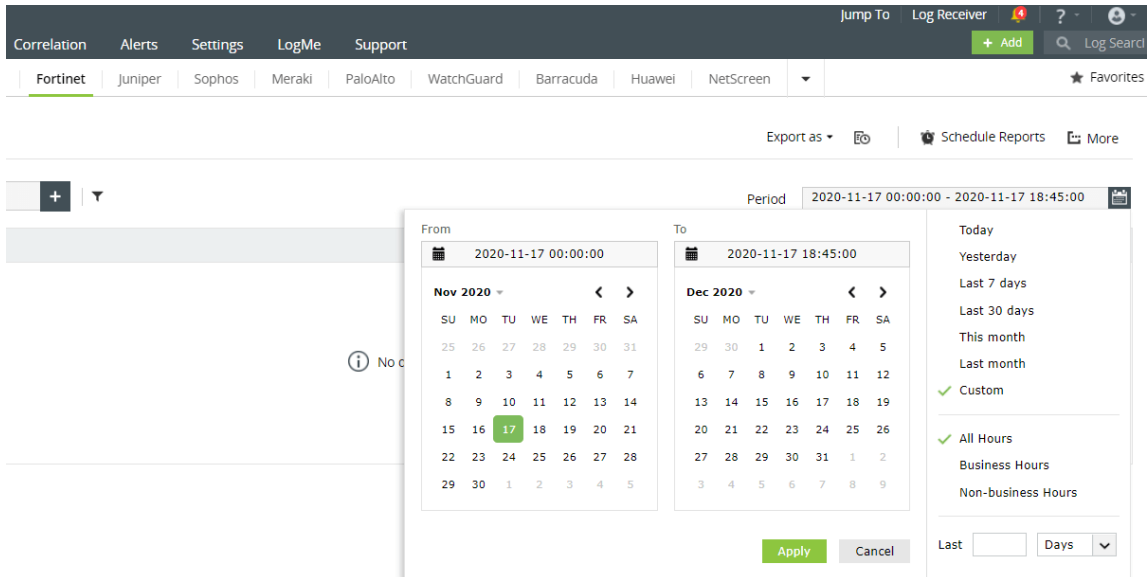 Jump To Log Receiver 4 ?
Correlation Alerts Settings LogMe Support + Add Log Search
Fortinet Juniper Sophos Meraki PaloAlto WatchGuard Barracuda Huawei NetScreen Favorites
Export as Schedule Reports More
+ Period 2020-11-17 00:00:00 - 2020-11-17 18:45:00
From To Today
2020-11-17 00:00:00 2020-11-17 18:45:00 Yesterday
Last 7 days
Nov 2020 Dec 2020
Last 30 days
SU MO TU WE TH FR SA SU MO TU WE TH FR SA
This month
25 26 27 28 29 30 31 29 30 1 2 3 4 5
No
Last month
1 2 3 4 5 6 7 6 7 8 9 10 11 12
Custom
8 9 10 11 12 13 14 13 14 15 16 17 18 19
15 16 17 18 19 20 21 20 21 22 23 24 25 26
All Hours
22 23 24 25 26 27 28 27 28 29 30 31 1 2
Business Hours
29 30 1 2 3 4 5 3 4 5 6 7 8 9
Non-business Hours
Apply Cancel Last Days